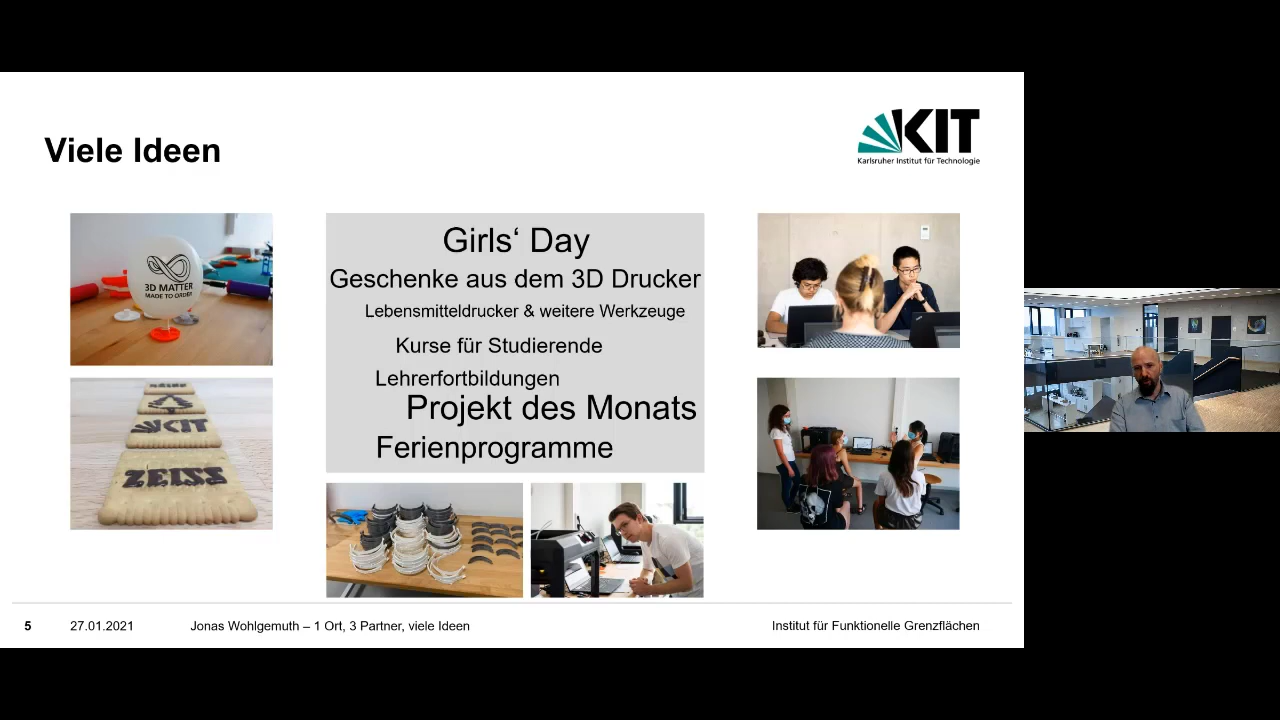 Viele Ideen
KIT
Karlsruher Institut für Technologie
3D MATTER
MADE TO ORDER
KIT
ZEISS
Girls‘ Day
Geschenke aus dem 3D Drucker
Lebensmitteldrucker & weitere Werkzeuge
Kurse für Studierende
Lehrerfortbildungen
Projekt des Monats
Ferienprogramme
5
27.01.2021
Jonas Wohlgemuth – 1 Ort, 3 Partner, viele Ideen
Institut für Funktionelle Grenzflächen